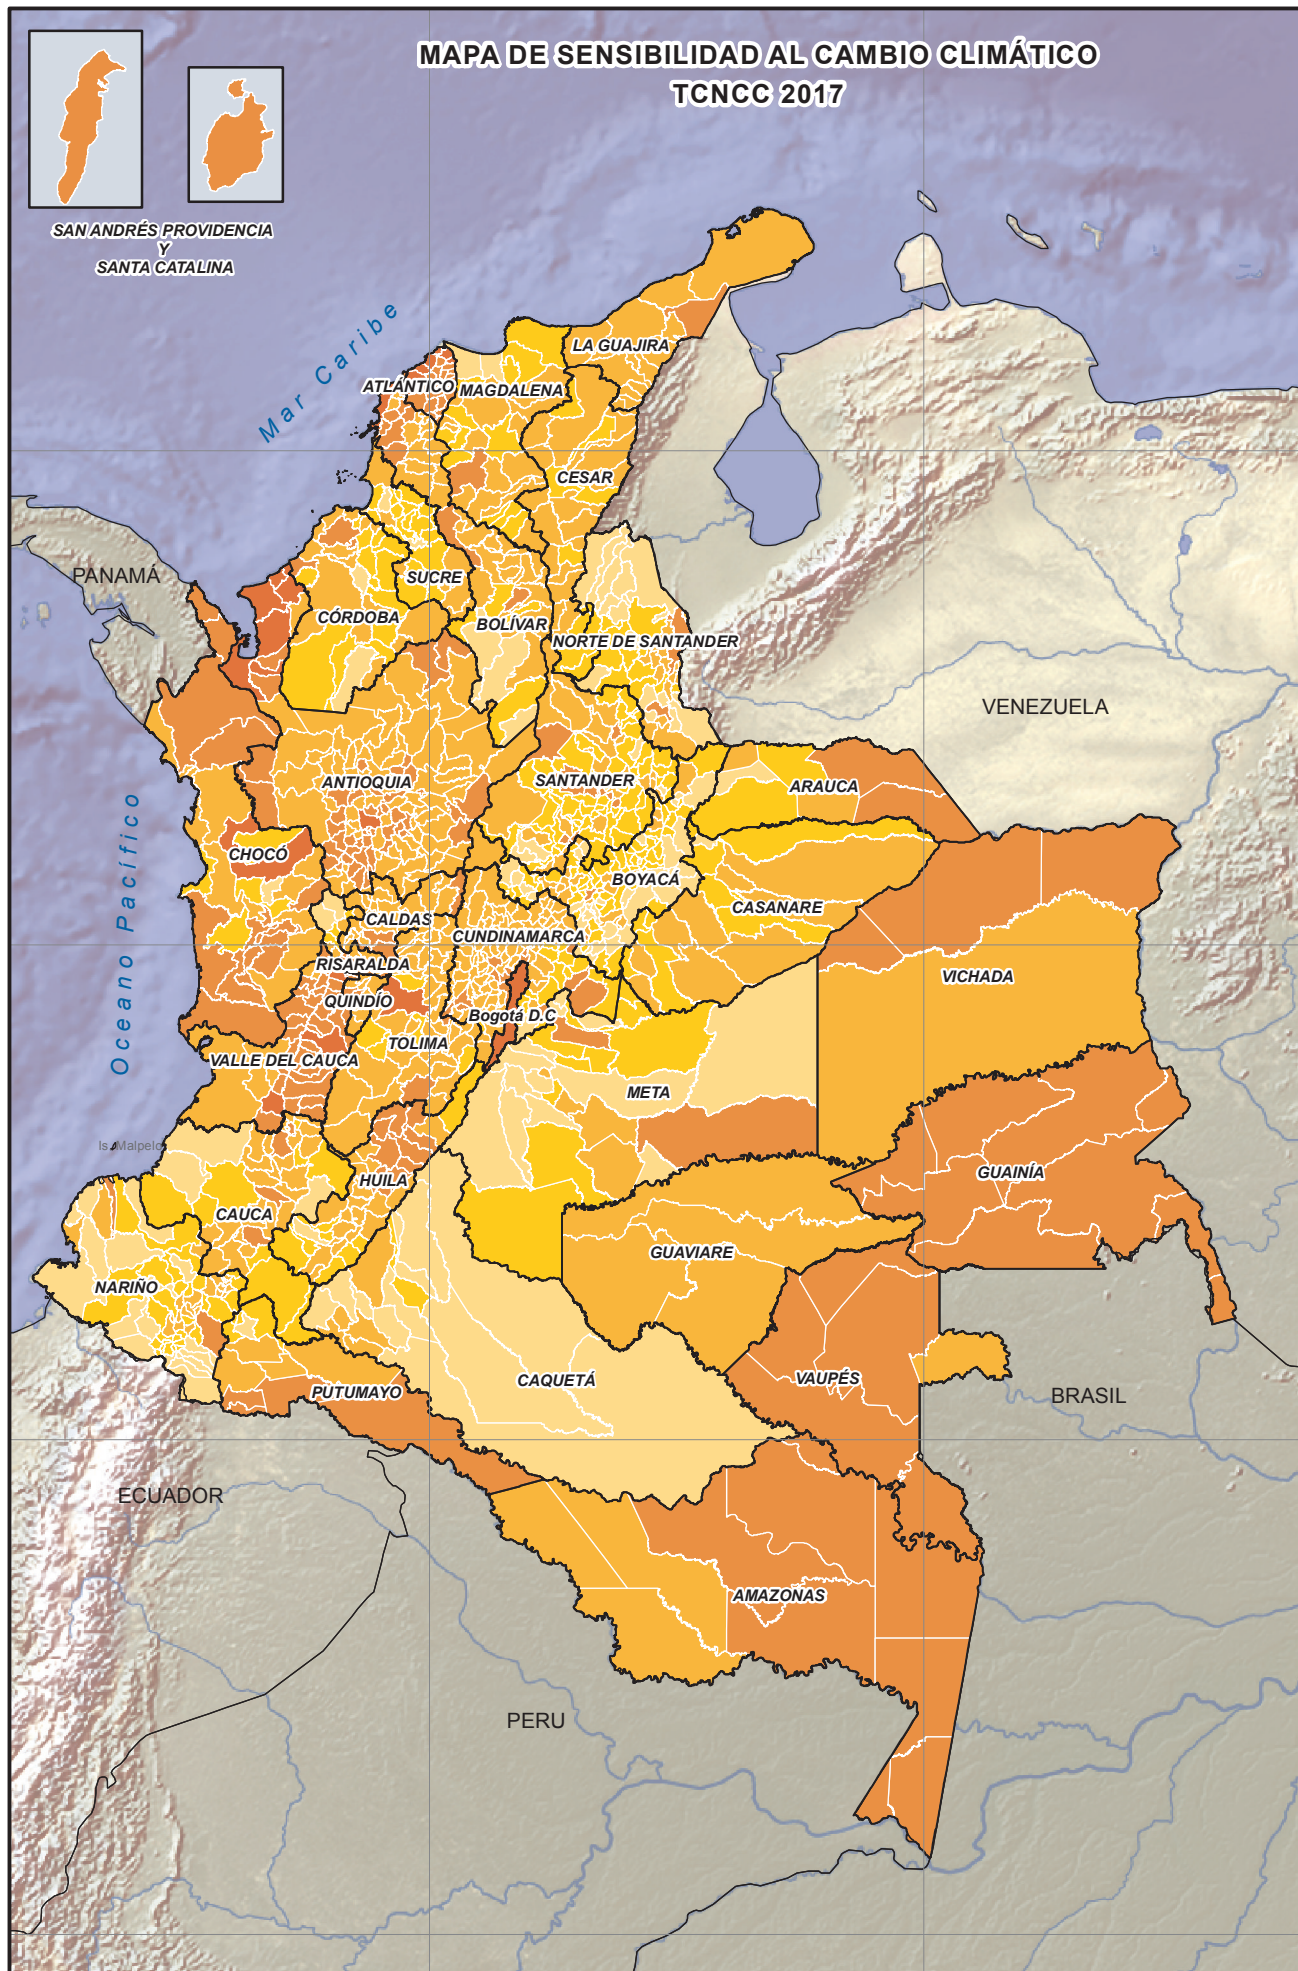 MAPA DE SENSIBILIDAD AL CAMBIO CLIMÁTICO
TCNCC 2017
SAN ANDRÉS PROVIDENCIA
Y
SANTA CATALINA
Mar Caribe
LA GUAJIRA
ATLÁNTICO
MAGDALENA
CESAR
PANAMÁ
SUCRE
CÓRDOBA
BOLÍVAR
NORTE DE SANTANDER
VENEZUELA
ANTIOQUIA
SANTANDER
ARAUCA
Oceano Pacífico
CHOCÓ
BOYACÁ
CASANARE
CALDAS
CUNDINAMARCA
RISARALDA
VICHADA
QUINDÍO
Bogotá D.C
TOLIMA
VALLE DEL CAUCA
META
Is. Malpelo
GUAINÍA
HUILA
CAUCA
GUAVIARE
NARIÑO
CAQUETÁ
VAUPÉS
PUTUMAYO
BRASIL
ECUADOR
AMAZOÑAS
PERU